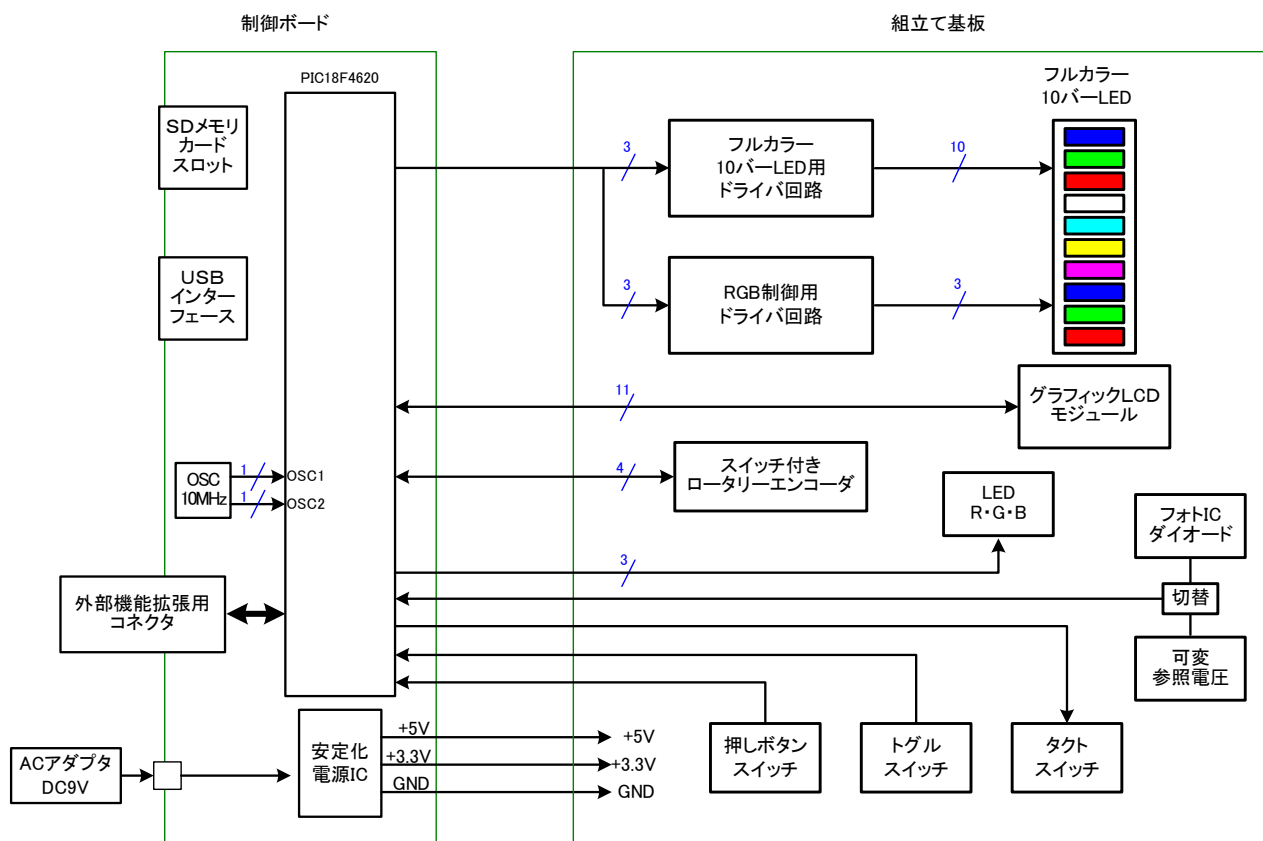 制御ボード
組立て基板
PIC18F4620
フルカラー
10バーLED
SDメモリ
カード
スロット
フルカラー
10バーLED用
ドライバ回路
3
10
USB
インター
フェース
RGB制御用
ドライバ回路
3
3
グラフィックLCD
モジュール
11
スイッチ付き
ロータリーエンコーダ
4
OSC
10MHz
1
OSC1
1
OSC2
LED
R・G・B
3
フォトIC
ダイオード
切替
可変
参照電圧
外部機能拡張用
コネクタ
安定化
電源IC
+5V
+3.3V
GND
+5V
+3.3V
GND
押しボタン
スイッチ
トグル
スイッチ
タクト
スイッチ
ACアダプタ
DC9V